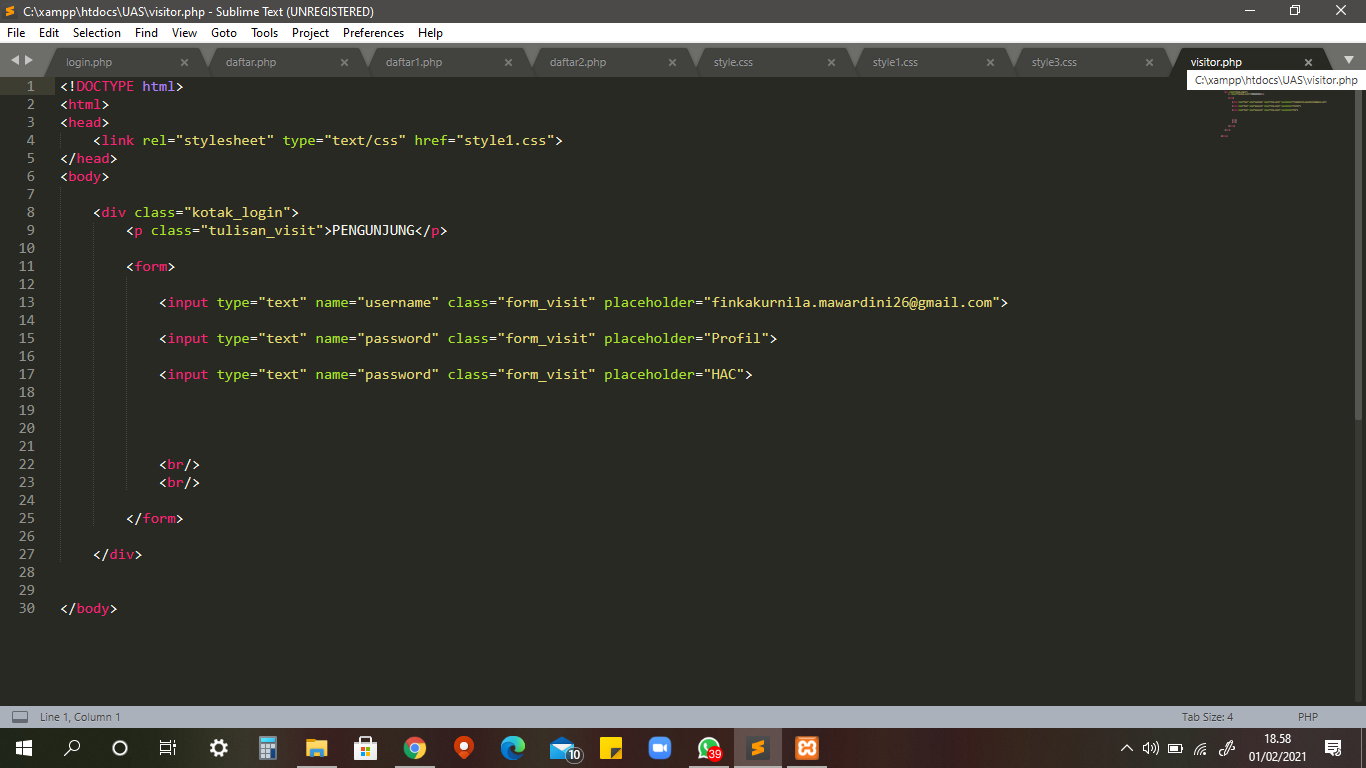 C:\xampp\htdocs\UAS\visitor.php - Sublime Text (UNREGISTERED)
File Edit Selection Find View Goto Tools Project Preferences Help
login.php daftar.php daftar1.php daftar2.php style.css style1.css style3.css visitor.php
C:\xampp\htdocs\UAS\visitor.php
1 <!DOCTYPE html>
2 <html>
3 <head>
4 <link rel="stylesheet" type="text/css" href="style1.css">
5 </head>
6 <body>
7
8 <div class="kotak_login">
9 <p class="tulisan_visit">PENGUNJUNG</p>
10
11 <form>
12
13 <input type="text" name="username" class="form_visit" placeholder="finkakurnila.mawardini26@gmail.com">
14
15 <input type="text" name="password" class="form_visit" placeholder="Profil">
16
17 <input type="text" name="password" class="form_visit" placeholder="HAC">
18
19
20
21
22 <br/>
23 <br/>
24
25 </form>
26
27 </div>
28
29
30 </body>
Line 1, Column 1 Tab Size: 4 PHP
10 39 18.58
01/02/2021